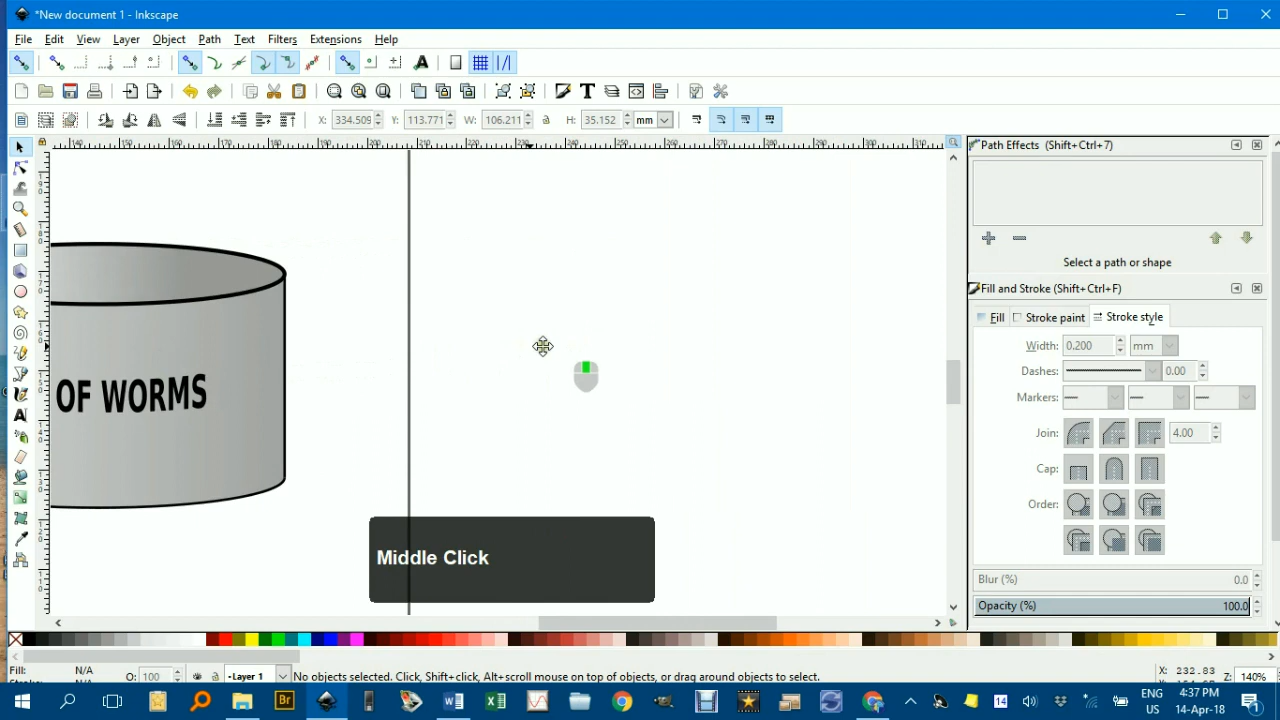 *New document 1 - Inkscape
File Edit Layer Object Path Filters Text Extensions Help
X: 334.509 Y: 113.771 W: 106.211 H: 35.152 mm
Path Effects (Shift+Ctrl+7)
Select a path or shape
Fill and Stroke (Shift+Ctrl+F)
Fill Stroke paint Stroke style
Width: 0.200 mm
Dashes: 0.00
Markers:
Join: 4.00
Cap:
Order:
Blur (%) 0.0
Opacity (%) 100.0
OF WORMS
Middle Click
Fill: N/A O: 100 -Layer 1 No objects selected. Click, Shift+click, Alt+scroll mouse on top of objects, or drag around objects to select. X: 232.83 Z: 140%
ENG 4:37 PM
US 14-Apr-18